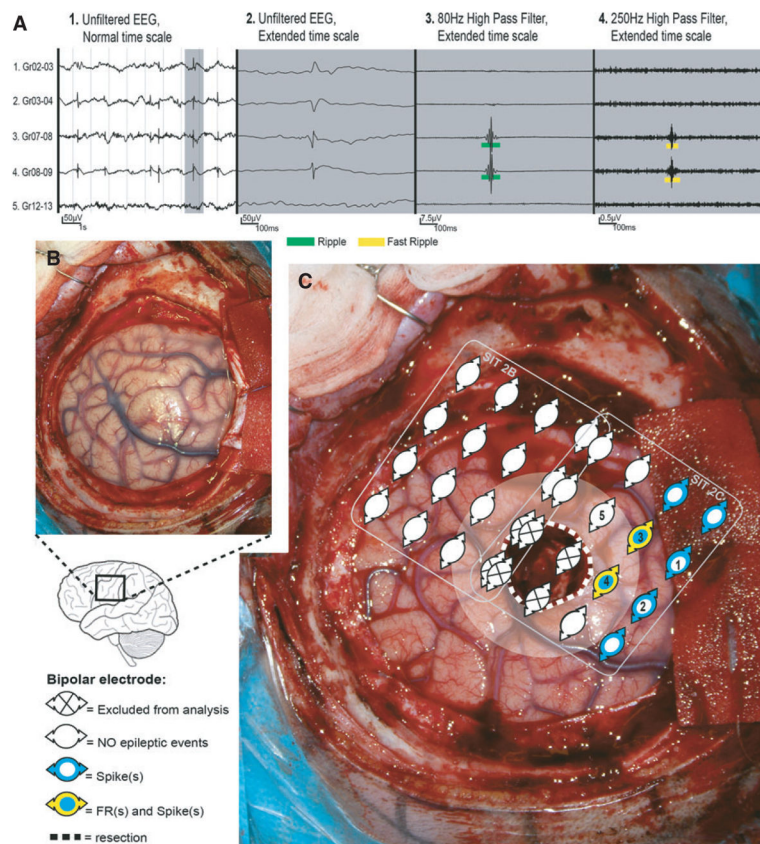 A
1. Unfiltered EEG,
Normal time scale
2. Unfiltered EEG,
Extended time scale
3. 80Hz High Pass Filter,
Extended time scale
4. 250Hz High Pass Filter,
Extended time scale
1. Gr02-03
2. Gr03-04
3. Gr07-08
4. Gr08-09
5. Gr12-13
50µV
1s
50µV
100ms
7.5µV
100ms
0.5µV
100ms
Ripple
Fast Ripple
B
C
SIT 2B
SIT 2C
5
3
4
1
2
Bipolar electrode:
= Excluded from analysis
= NO epileptic events
= Spike(s)
= FR(s) and Spike(s)
= resection